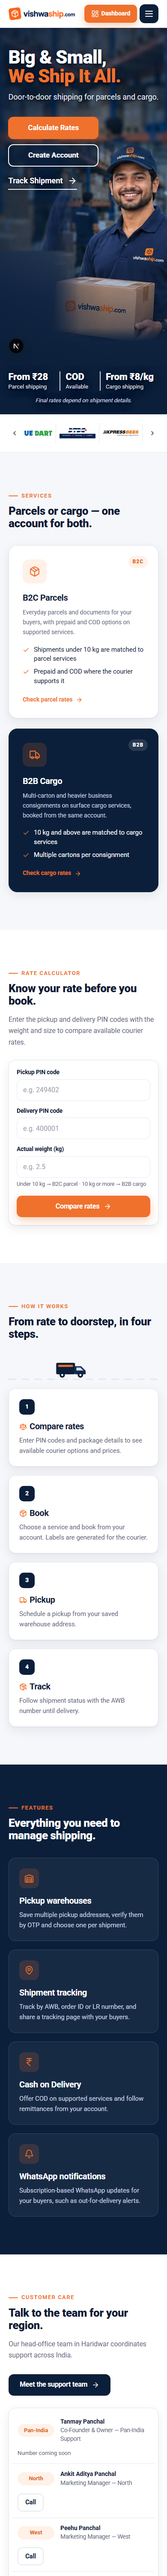 vishwaship.com
Dashboard
Big & Small,
We Ship It All.
Door-to-door shipping for parcels and cargo.
Calculate Rates
Create Account
Track Shipment →
vishwaship.com
vishwaship.com
vishwaship.com
N
From ₹28
Parcel shipping
COD
Available
From ₹8/kg
Cargo shipping
Final rates depend on shipment details.
UE DART
DTDC
XPRESSBEES
SERVICES
Parcels or cargo — one
account for both.
B2C
B2C Parcels
Everyday parcels and documents for your
buyers, with prepaid and COD options on
supported services.
Shipments under 10 kg are matched to
parcel services
Prepaid and COD where the courier
supports it
Check parcel rates →
B2B
B2B Cargo
Multi-carton and heavier business
consignments on surface cargo services,
booked from the same account.
10 kg and above are matched to cargo
services
Multiple cartons per consignment
Check cargo rates →
RATE CALCULATOR
Know your rate before you
book.
Enter the pickup and delivery PIN codes with the
weight and size to compare available courier
rates.
Pickup PIN code
e.g. 249402
Delivery PIN code
e.g. 400001
Actual weight (kg)
e.g. 2.5
Under 10 kg → B2C parcel · 10 kg or more → B2B cargo
Compare rates →
HOW IT WORKS
From rate to doorstep, in four
steps.
1
Compare rates
Enter PIN codes and package details to see
available courier options and prices.
2
Book
Choose a service and book from your
account. Labels are generated for the courier.
3
Pickup
Schedule a pickup from your saved
warehouse address.
4
Track
Follow shipment status with the AWB
number until delivery.
FEATURES
Everything you need to
manage shipping.
Pickup warehouses
Save multiple pickup addresses, verify them
by OTP and choose one per shipment.
Shipment tracking
Track by AWB, order ID or LR number, and
share a tracking page with your buyers.
₹
Cash on Delivery
Offer COD on supported services and follow
remittances from your account.
WhatsApp notifications
Subscription-based WhatsApp updates for
your buyers, such as out-for-delivery alerts.
CUSTOMER CARE
Talk to the team for your
region.
Our head-office team in Haridwar coordinates
support across India.
Meet the support team →
Pan-India
Tanmay Panchal
Co-Founder & Owner — Pan-India
Support
Number coming soon
North
Ankit Aditya Panchal
Marketing Manager — North
Call
West
Peehu Panchal
Marketing Manager — West
Call